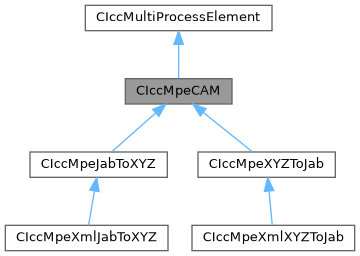 CIccMultiProcessElement
CIccMpeCAM
CIccMpeJabToXYZ
CIccMpeXYZToJab
CIccMpeXmlJabToXYZ
CIccMpeXmlXYZToJab